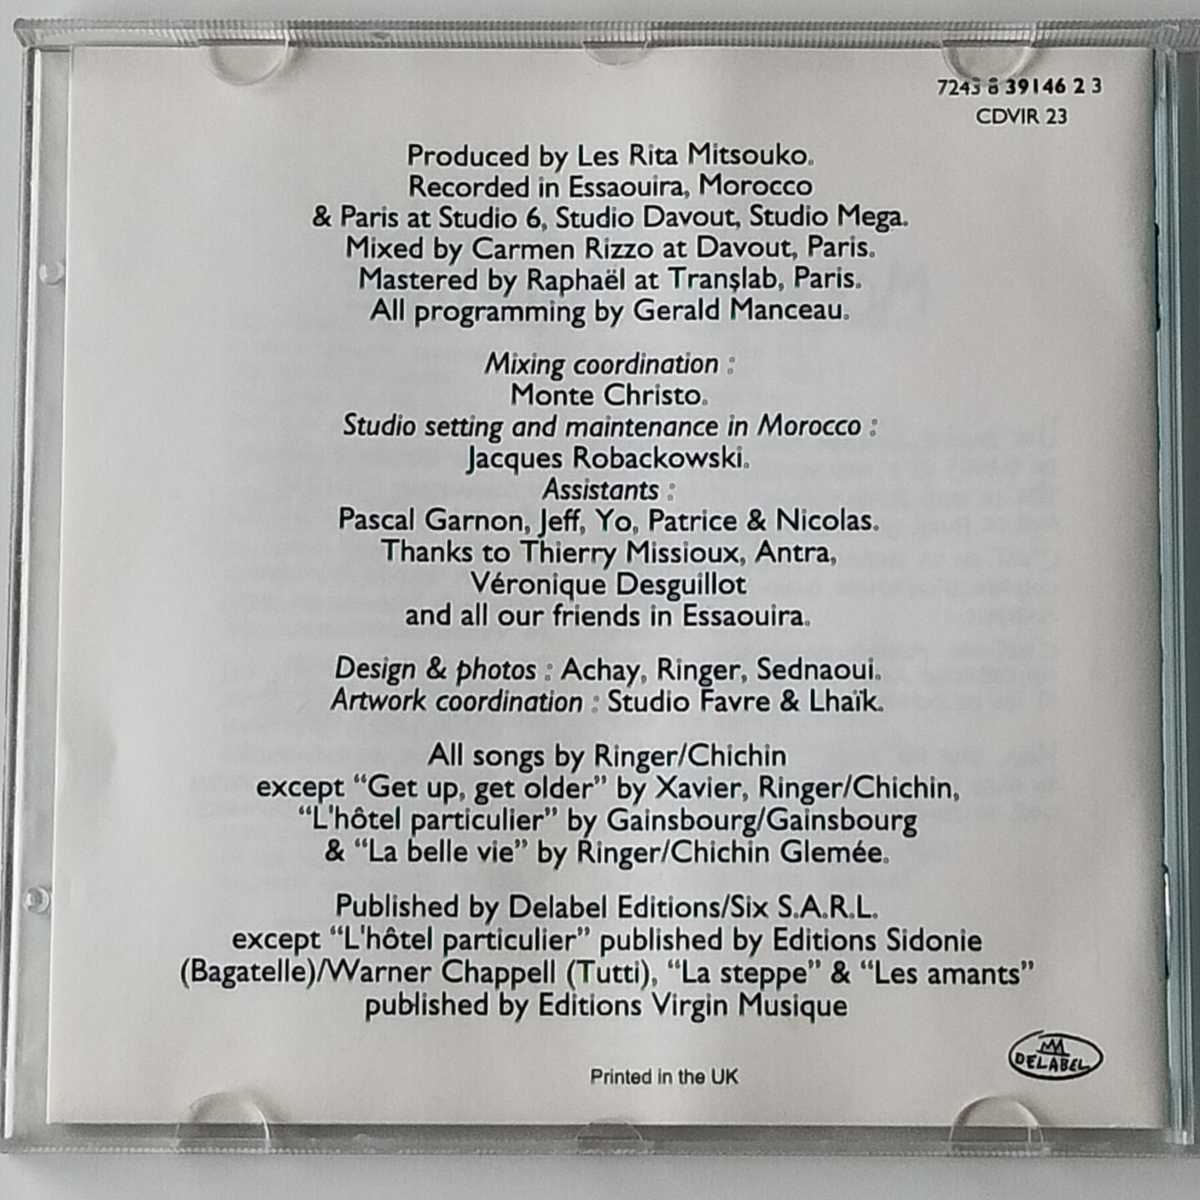 7243 8 39146 2 3
CDVIR 23
Produced by Les Rita Mitsouko.
Recorded in Essaouira, Morocco
& Paris at Studio 6, Studio Davout, Studio Mega.
Mixed by Carmen Rizzo at Davout, Paris.
Mastered by Raphaël at Translab, Paris.
All programming by Gerald Manceau.
Mixing coordination :
Monte Christo.
Studio setting and maintenance in Morocco :
Jacques Robackowski.
Assistants :
Pascal Garnon, Jeff, Yo, Patrice & Nicolas.
Thanks to Thierry Missioux, Antra,
Véronique Desguillot
and all our friends in Essaouira.
Design & photos : Achay, Ringer, Sednaoui.
Artwork coordination : Studio Favre & Lhaïk.
All songs by Ringer/Chichin
except “Get up, get older” by Xavier, Ringer/Chichin,
“L'hôtel particulier” by Gainsbourg/Gainsbourg
& “La belle vie” by Ringer/Chichin Glemée.
Published by Delabel Editions/Six S.A.R.L.
except “L'hôtel particulier” published by Editions Sidonie
(Bagatelle)/Warner Chappell (Tutti), “La steppe” & “Les amants”
published by Editions Virgin Musique
DELABEL
Printed in the UK